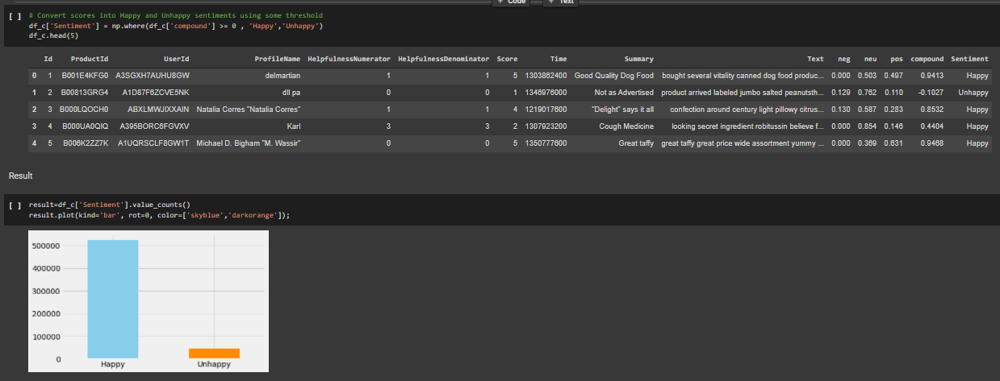 + Code + Text
[ ] # Convert scores into Happy and Unhappy sentiments using some threshold
df_c['Sentiment'] = np.where(df_c['compound'] >= 0 , 'Happy','Unhappy')
df_c.head(5)
Id ProductId UserId ProfileName HelpfulnessNumerator HelpfulnessDenominator Score Time Summary Text neg neu pos compound Sentiment
0 1 B001E4KFG0 A3SGXH7AUHU8GW delmartian 1 1 5 1303862400 Good Quality Dog Food bought several vitality canned dog food produc... 0.000 0.503 0.497 0.9413 Happy
1 2 B00813GRG4 A1D87F6ZCVE5NK dll pa 0 0 1 1346976000 Not as Advertised product arrived labeled jumbo salted peanutsth... 0.129 0.762 0.110 -0.1027 Unhappy
2 3 B000LQOCH0 ABXLMWJIXXAIN Natalia Corres "Natalia Corres" 1 1 4 1219017600 "Delight" says it all confection around century light pillowy citrus... 0.130 0.587 0.283 0.8532 Happy
3 4 B000UA0QIQ A395BORC6FGVXV Karl 3 3 2 1307923200 Cough Medicine looking secret ingredient robitussin believe f... 0.000 0.854 0.146 0.4404 Happy
4 5 B006K2ZZ7K A1UQRSCLF8GW1T Michael D. Bigham "M. Wassir" 0 0 5 1350777600 Great taffy great taffy great price wide assortment yummy ... 0.000 0.369 0.631 0.9468 Happy
Result
[ ] result=df_c['Sentiment'].value_counts()
result.plot(kind='bar', rot=0, color=['skyblue','darkorange']);
500000
400000
300000
200000
100000
0
Happy Unhappy